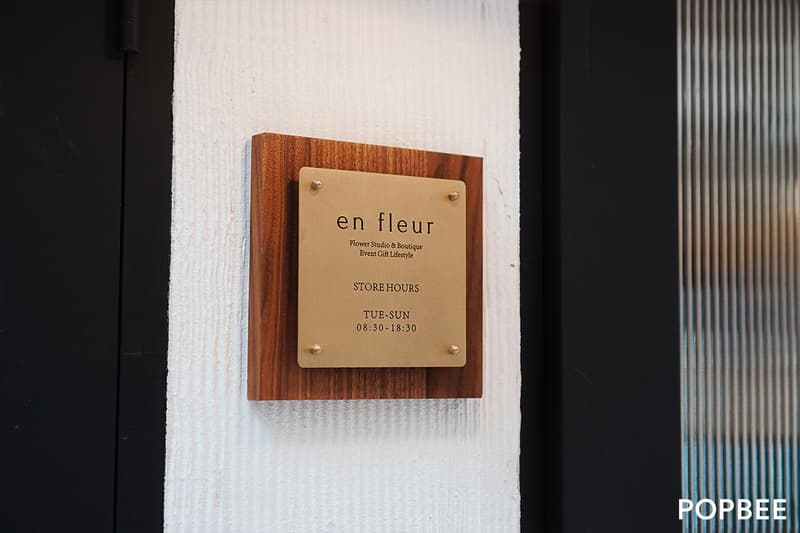 en fleur
Flower Studio & Boutique
Event Gift Lifestyle
STORE HOURS
TUE-SUN
08:30-18:30
POPBEE